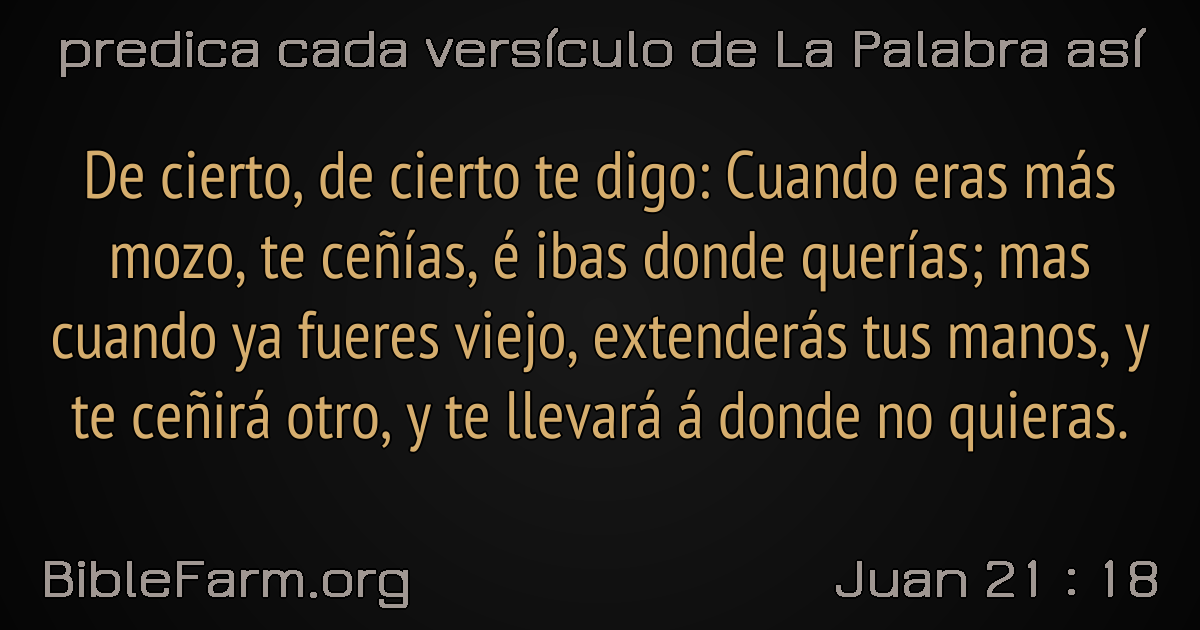 predica cada versículo de La Palabra así
De cierto, de cierto te digo: Cuando eras más
mozo, te ceñías, é ibas donde querías; mas
cuando ya fueres viejo, extenderás tus manos, y
te ceñirá otro, y te llevará á donde no quieras.
BibleFarm.org
Juan 21 : 18